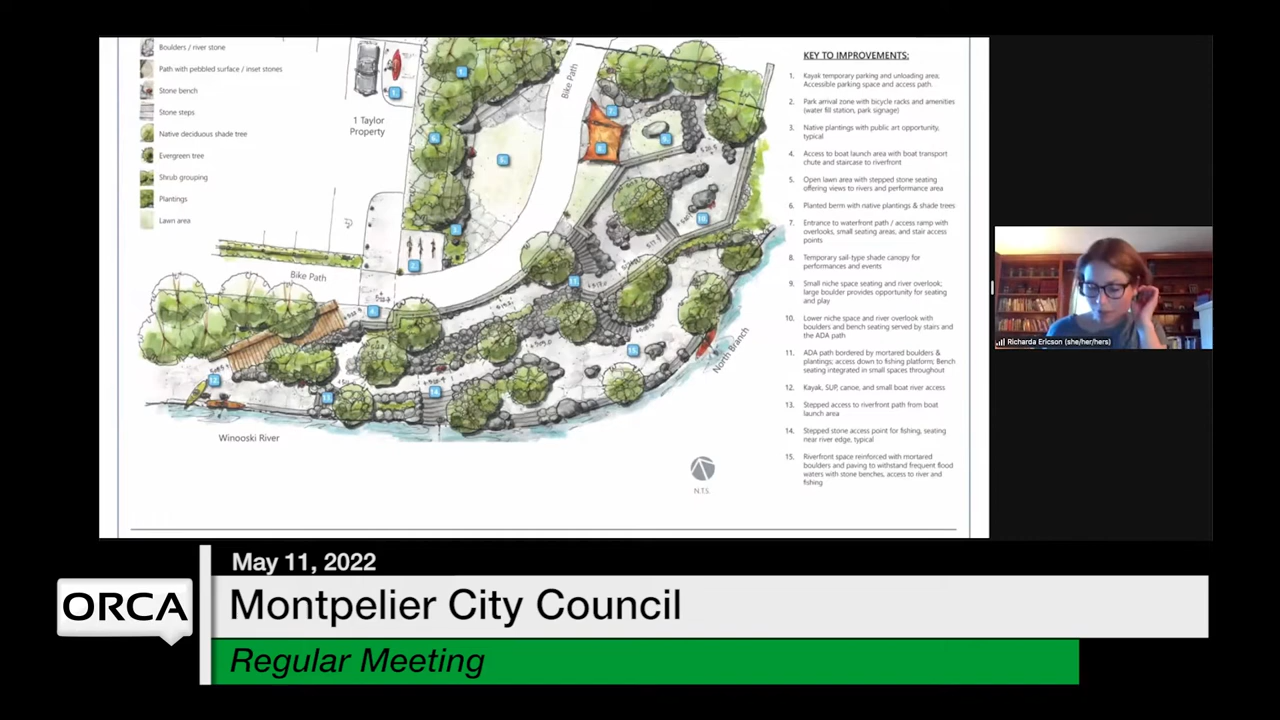 Boulders / river stone
Path with pebbled surface / inset stones
Stone bench
Stone steps
Native deciduous shade tree
Evergreen tree
Shrub grouping
Plantings
Lawn area
1 Taylor
Property
Bike Path
Bike Path
Winooski River
North Branch
N.T.S.
KEY TO IMPROVEMENTS:
1. Kayak temporary parking and unloading area;
Accessible parking space and access path.
2. Park arrival zone with bicycle racks and amenities
(water fill station, park signage)
3. Native plantings with public art opportunity,
typical
4. Access to boat launch area with boat transport
chute and staircase to riverfront
5. Open lawn area with stepped stone seating
offering views to rivers and performance area
6. Planted berm with native plantings & shade trees
7. Entrance to waterfront path / access ramp with
overlooks, small seating areas, and stair access
points
8. Temporary sail-type shade canopy for
performances and events
9. Small niche space seating and river overlook;
large boulder provides opportunity for seating
and play
10. Lower niche space and river overlook with
boulders and bench seating served by stairs and
the ADA path
11. ADA path bordered by mortared boulders &
plantings; access down to fishing platform; Bench
seating integrated in small spaces throughout
12. Kayak, SUP, canoe, and small boat river access
13. Stepped access to riverfront path from boat
launch area
14. Stepped stone access point for fishing, seating
near river edge, typical
15. Riverfront space reinforced with mortared
boulders and paving to withstand frequent flood
waters with stone benches, access to river and
fishing
Richarda Ericson (she/her/hers)
May 11, 2022
ORCA
Montpelier City Council
Regular Meeting